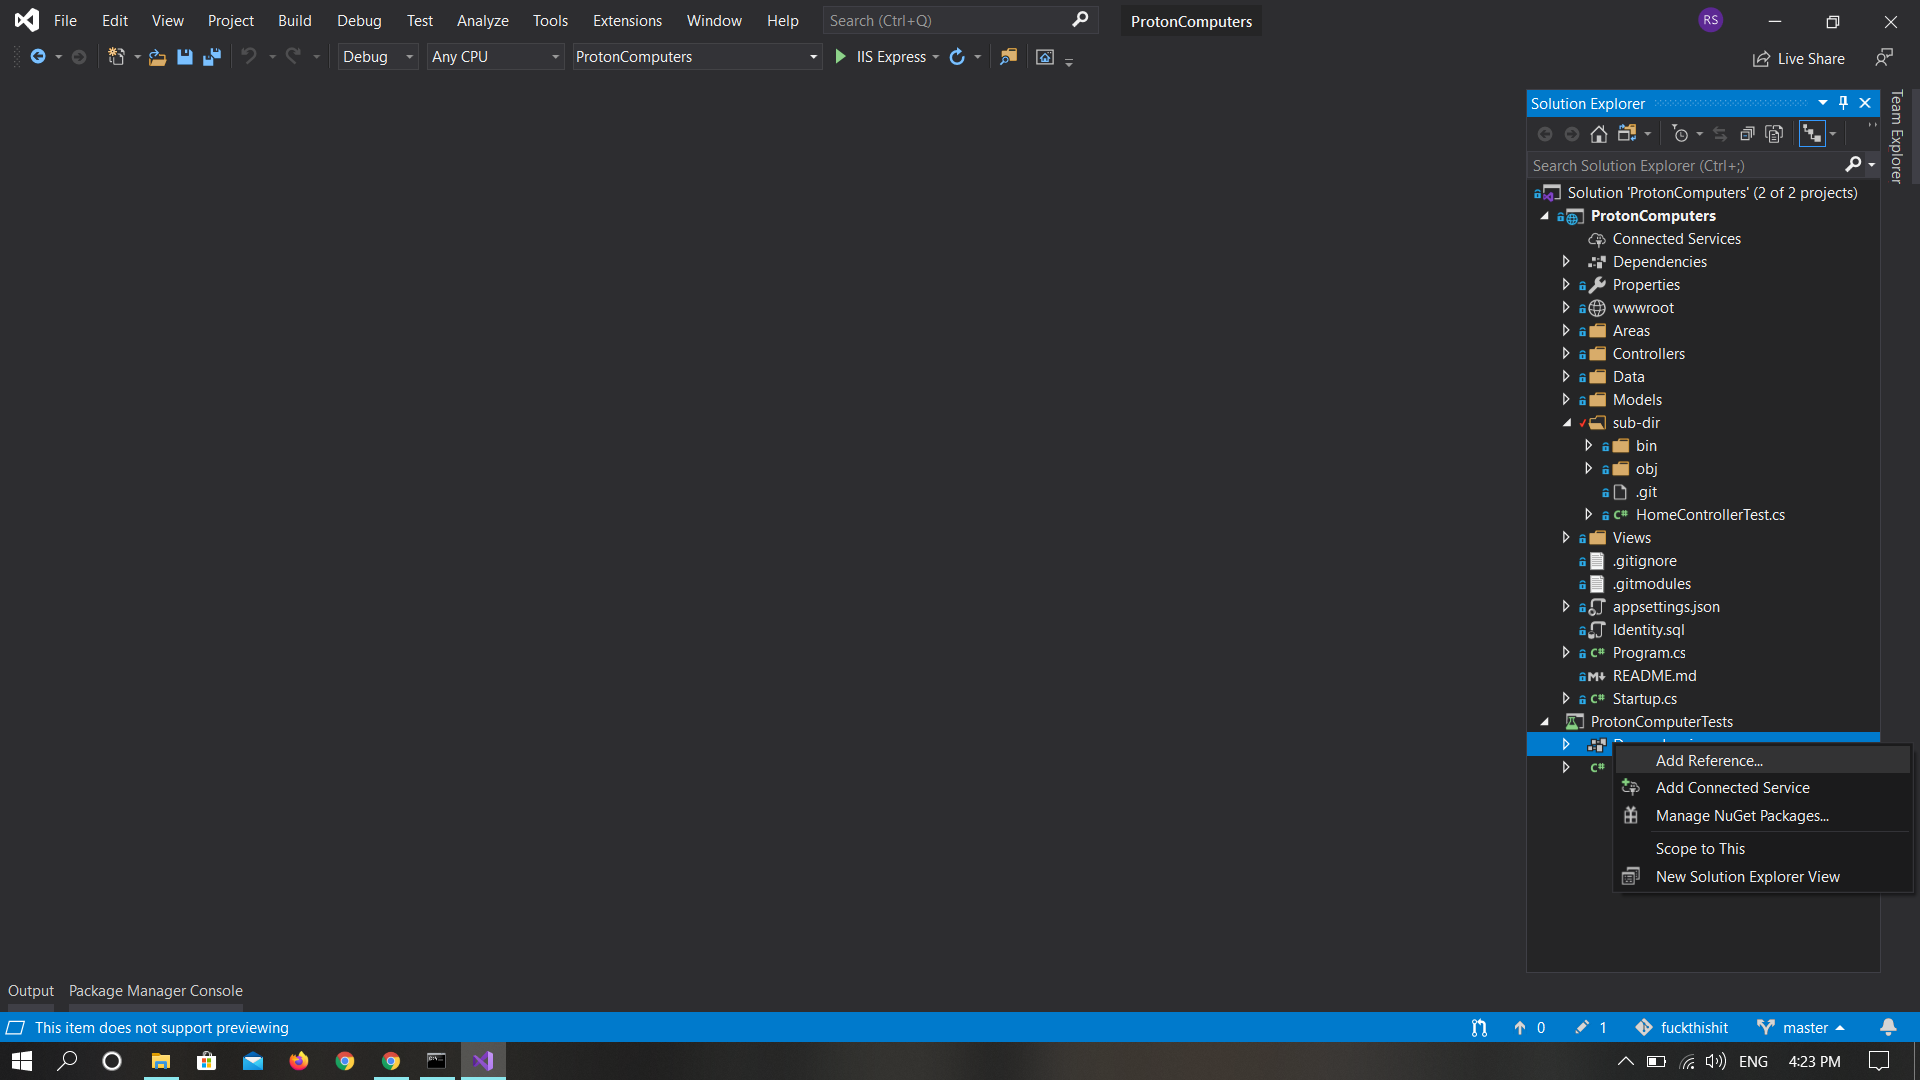 File Edit View Project Build Debug Test Analyze Tools Extensions Window Help Search (Ctrl+Q) ProtonComputers RS
Debug Any CPU ProtonComputers IIS Express Live Share
Team Explorer
Solution Explorer
Search Solution Explorer (Ctrl+;)
Solution 'ProtonComputers' (2 of 2 projects)
ProtonComputers
Connected Services
Dependencies
Properties
wwwroot
Areas
Controllers
Data
Models
sub-dir
bin
obj
.git
C# HomeControllerTest.cs
Views
.gitignore
.gitmodules
appsettings.json
Identity.sql
C# Program.cs
M README.md
C# Startup.cs
ProtonComputerTests
C#
Add Reference...
Add Connected Service
Manage NuGet Packages...
Scope to This
New Solution Explorer View
Output Package Manager Console
This item does not support previewing 0 1 fuckthishit master
ENG 4:23 PM